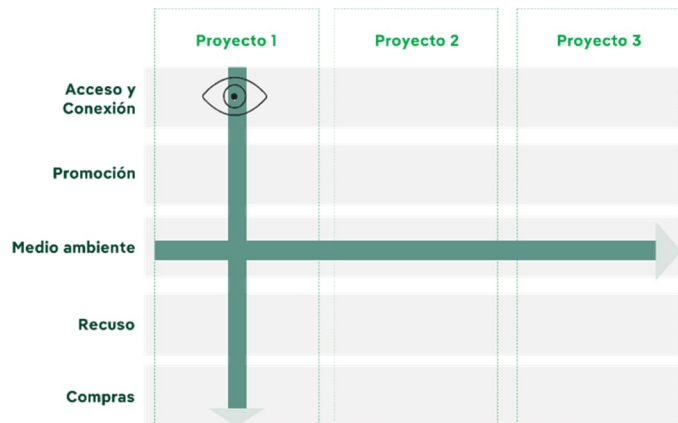 Proyecto 1
Proyecto 2
Proyecto 3
Acceso y
Conexión
Promoción
Medio ambiente
Recuso
Compras